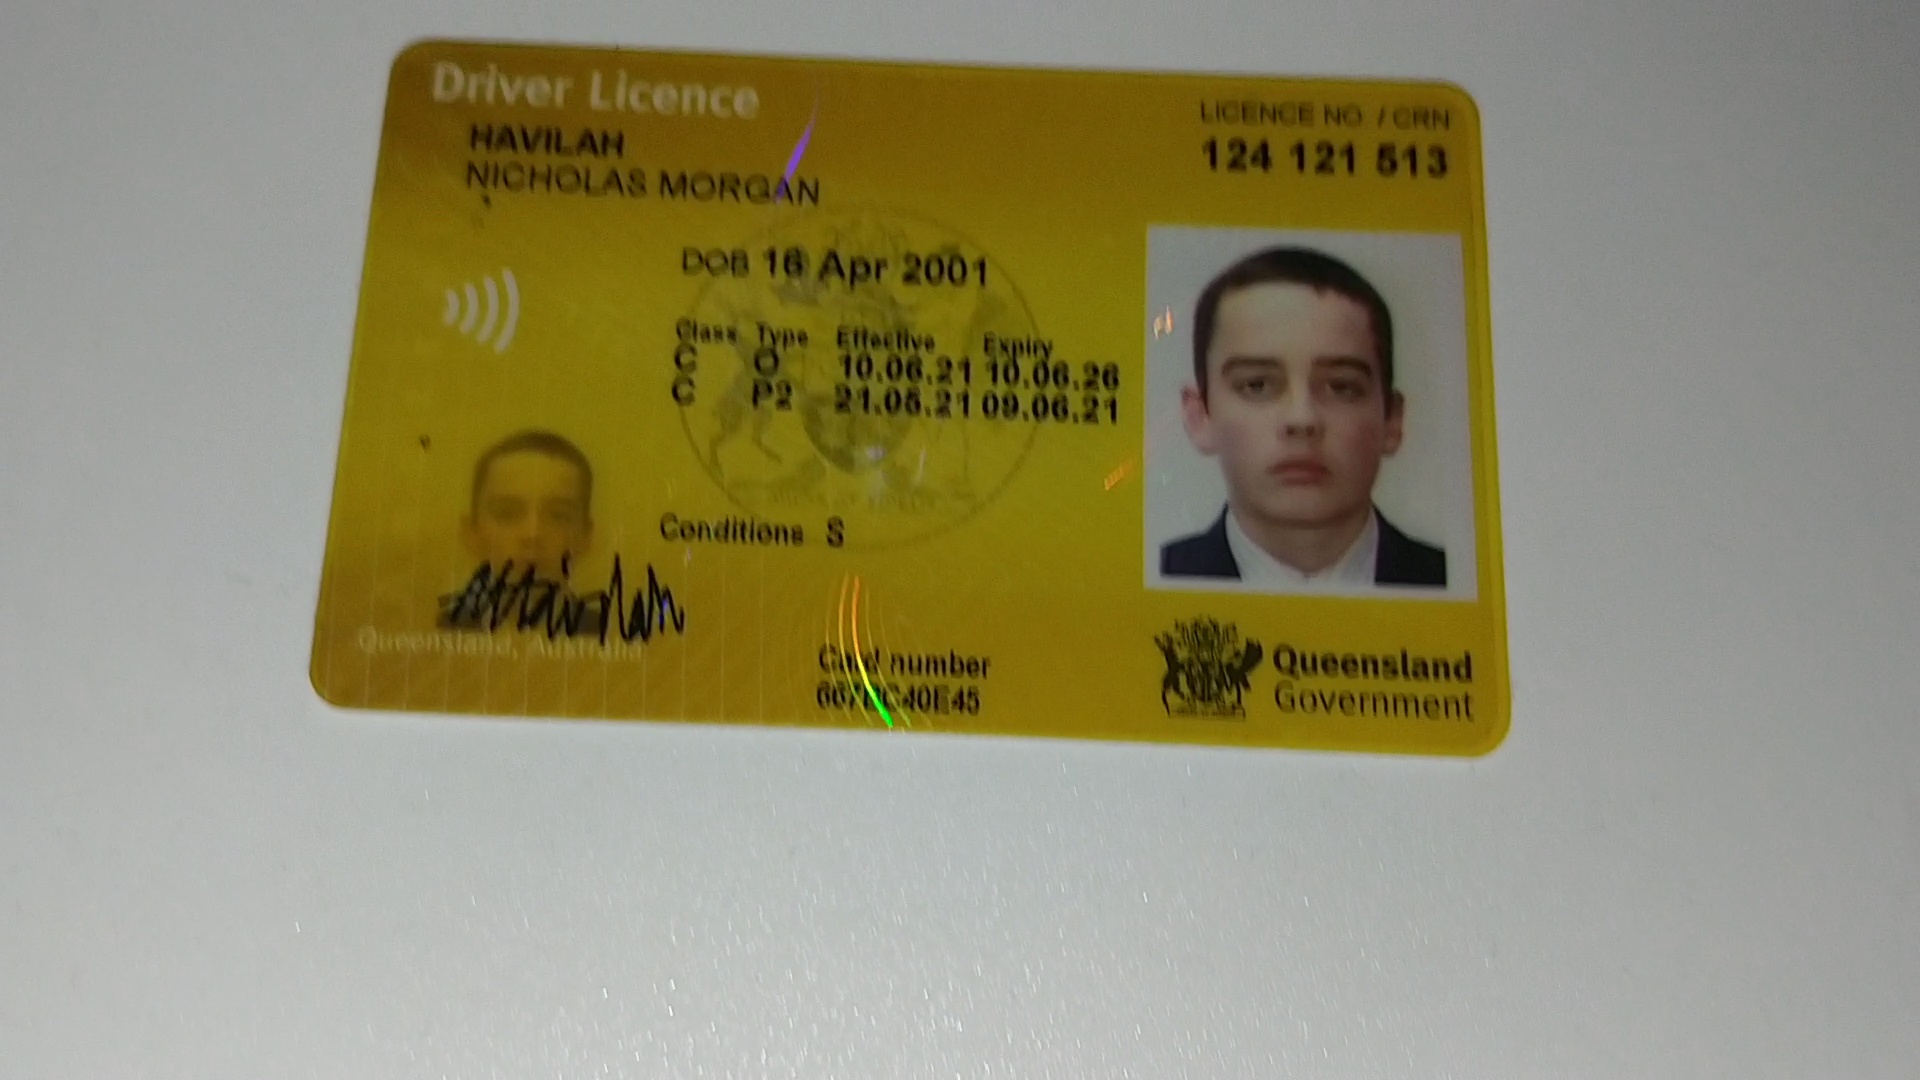 Driver Licence
HAVILAH
NICHOLAS MORGAN
LICENCE NO. / CRN
124 121 513
DOB 16 Apr 2001
Class Type Effective Expiry
C O 10.06.21 10.06.26
C P2 21.05.21 09.06.21
Conditions S
Queensland, Australia
Card number
Queensland
Government